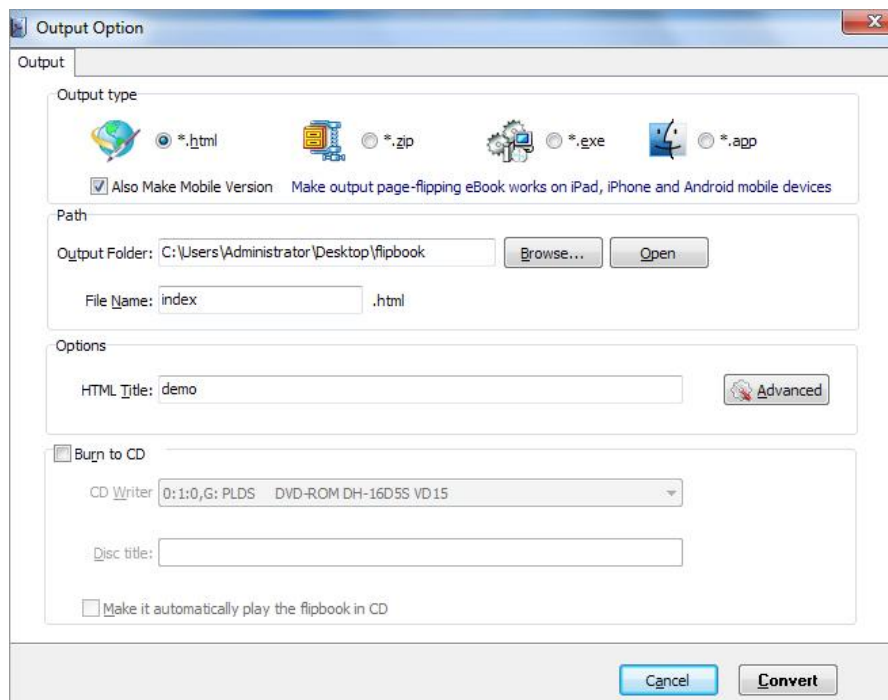 Output Option
Output
Output type
*.html *.zip *.exe *.app
Also Make Mobile Version Make output page-flipping eBook works on iPad, iPhone and Android mobile devices
Path
Output Folder: C:\Users\Administrator\Desktop\flipbook Browse... Open
File Name: index .html
Options
HTML Title: demo Advanced
Burn to CD
CD Writer 0:1:0,G: PLDS DVD-ROM DH-16D5S VD15
Disc title:
Make it automatically play the flipbook in CD
Cancel Convert